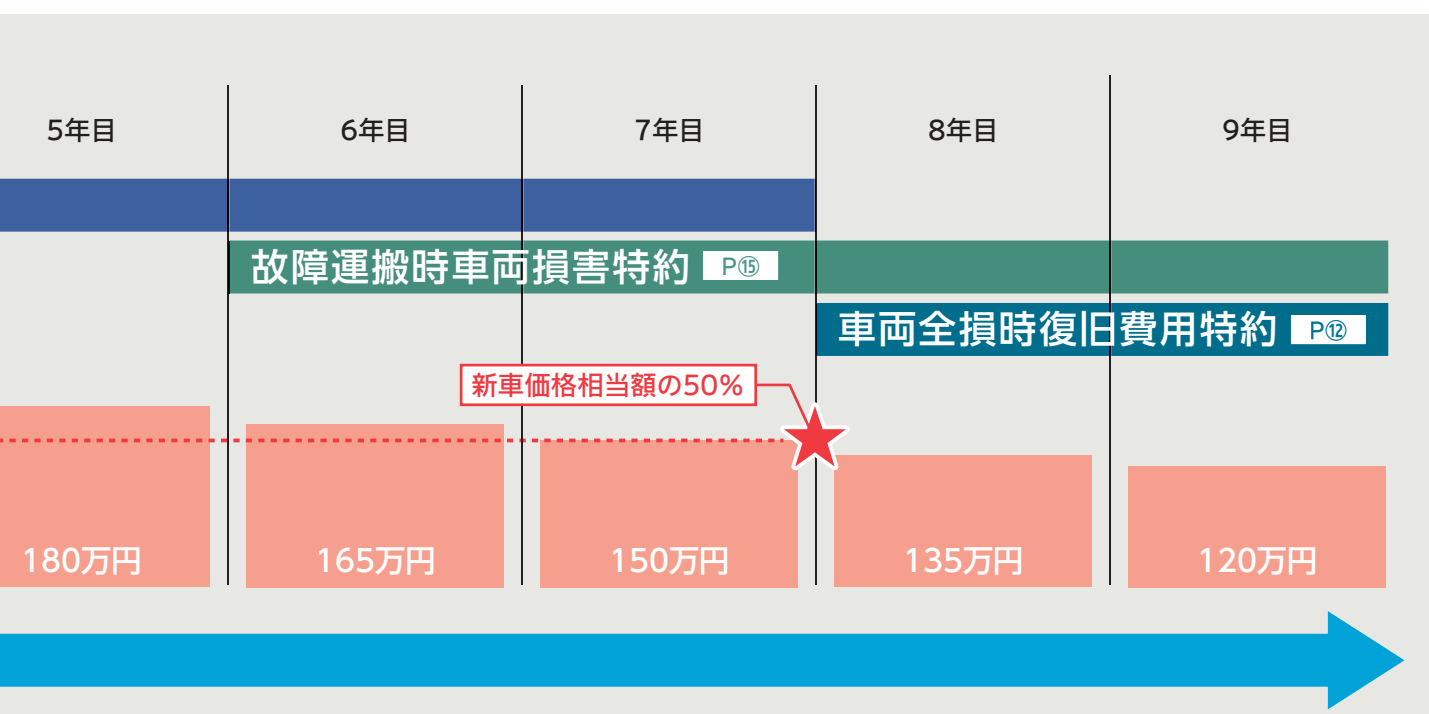 5年目 6年目 7年目 8年目 9年目
故障運搬時車両損害特約 P⑮
車両全損時復旧費用特約 P⑫
新車価格相当額の50%
180万円 165万円 150万円 135万円 120万円